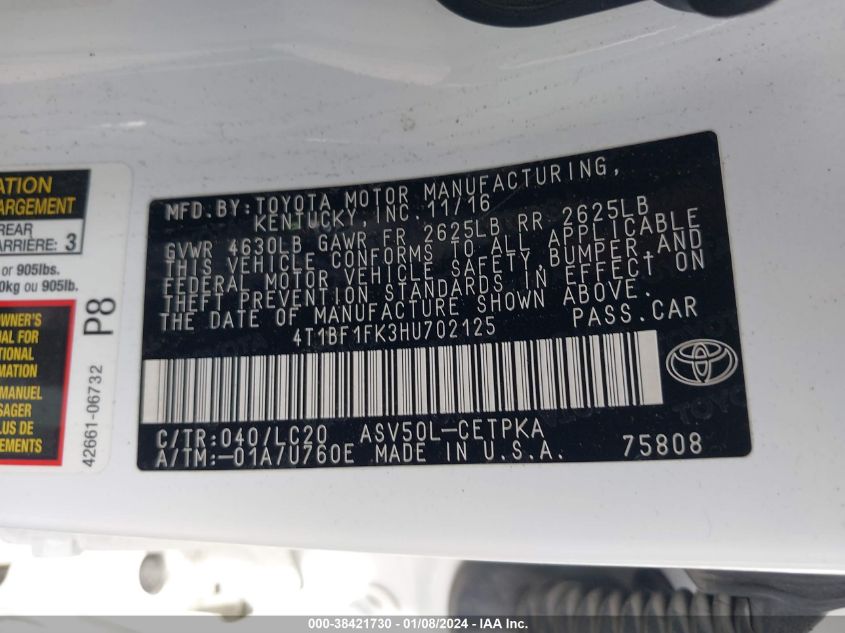 ATION
ARGEMENT
REAR
ARRIÈRE: 3
or 905lbs.
0kg ou 905lb.
P8
42661-06732
OWNER'S
UAL FOR
TIONAL
RMATION
MANUEL
SAGER
LUS DE
EMENTS
MFD. BY: TOYOTA MOTOR MANUFACTURING,
KENTUCKY, INC. 11/16
GVWR 4630LB GAWR FR 2625LB RR 2625LB
THIS VEHICLE CONFORMS TO ALL APPLICABLE
FEDERAL MOTOR VEHICLE SAFETY, BUMPER, AND
THEFT PREVENTION STANDARDS IN EFFECT ON
THE DATE OF MANUFACTURE SHOWN ABOVE.
4T1BF1FK3HU702125 PASS. CAR
C/TR: 040/LC20 ASV50L-CETPKA
A/TM:-01A/U760E MADE IN U.S.A. 75808
000-38421730 - 01/08/2024 - IAA Inc.